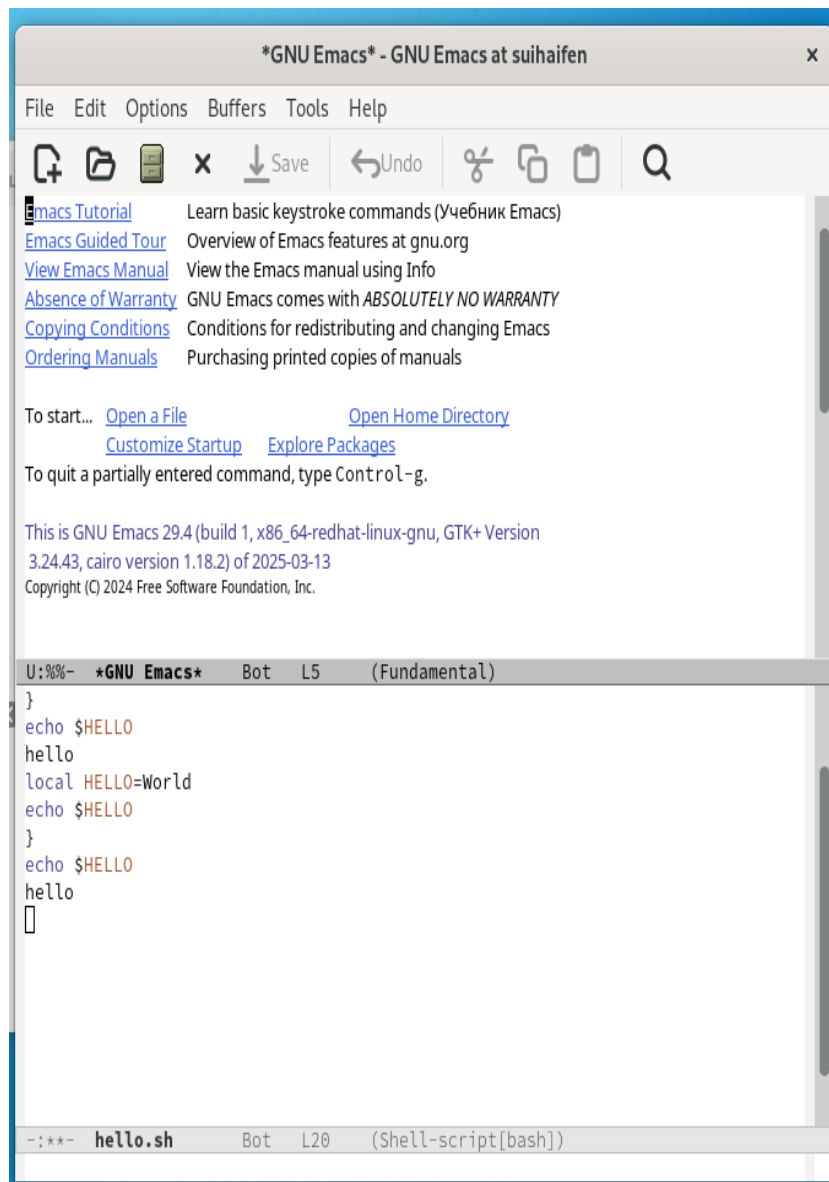 *GNU Emacs* - GNU Emacs at suihaifen
File Edit Options Buffers Tools Help
Save Undo
Emacs Tutorial Learn basic keystroke commands (Учебник Emacs)
Emacs Guided Tour Overview of Emacs features at gnu.org
View Emacs Manual View the Emacs manual using Info
Absence of Warranty GNU Emacs comes with ABSOLUTELY NO WARRANTY
Copying Conditions Conditions for redistributing and changing Emacs
Ordering Manuals Purchasing printed copies of manuals
To start... Open a File Open Home Directory
Customize Startup Explore Packages
To quit a partially entered command, type Control-g.
This is GNU Emacs 29.4 (build 1, x86_64-redhat-linux-gnu, GTK+ Version
3.24.43, cairo version 1.18.2) of 2025-03-13
Copyright (C) 2024 Free Software Foundation, Inc.
U:%%- *GNU Emacs* Bot L5 (Fundamental)
}
echo $HELLO
hello
local HELLO=World
echo $HELLO
}
echo $HELLO
hello
-:**- hello.sh Bot L20 (Shell-script[bash])